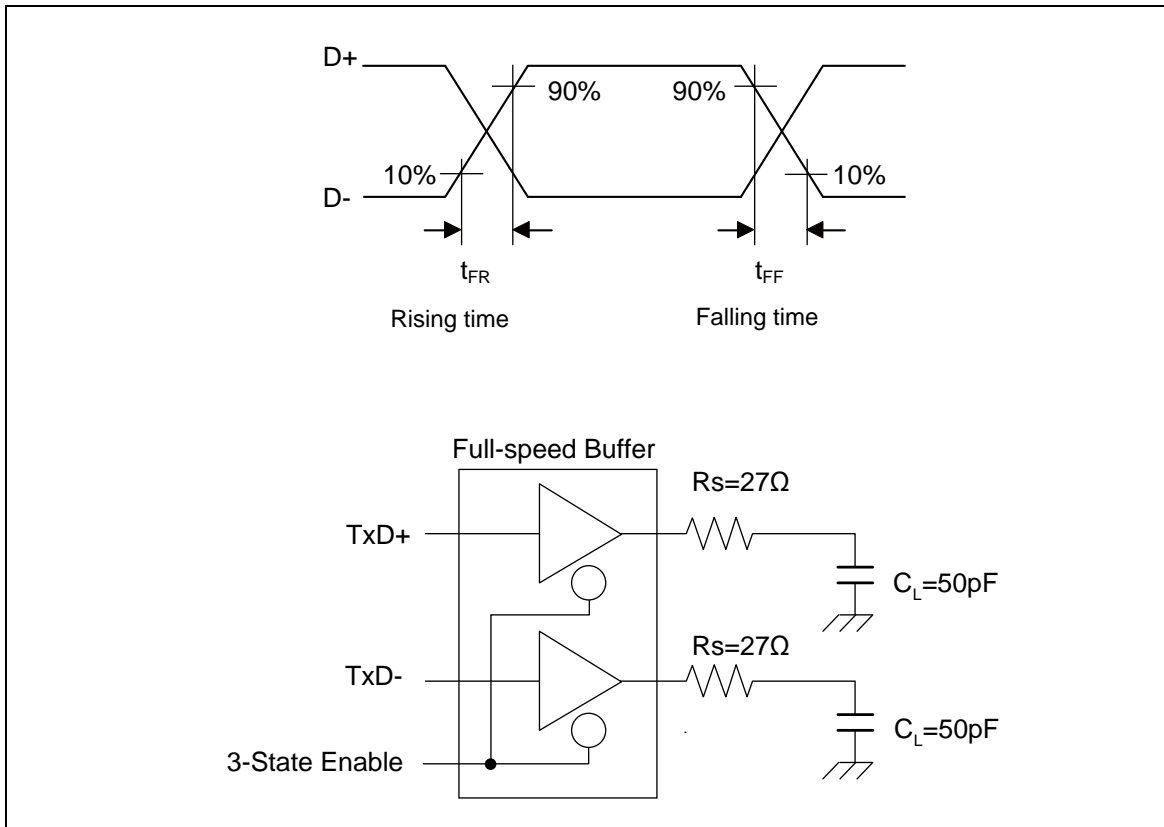 D+
90% 90%
10% 10%
D-
tFR tFF
Rising time Falling time
Full-speed Buffer
Rs=27Ω
TxD+
CL=50pF
Rs=27Ω
TxD-
CL=50pF
3-State Enable